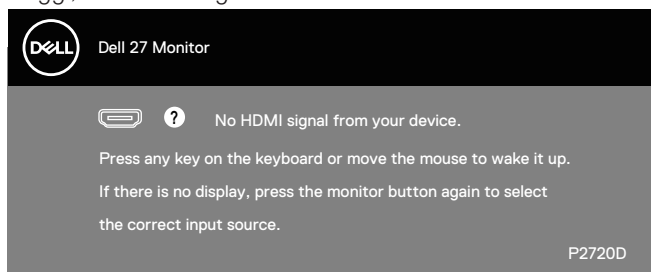 DELL
Dell 27 Monitor
? No HDMI signal from your device.
Press any key on the keyboard or move the mouse to wake it up.
If there is no display, press the monitor button again to select
the correct input source.
P2720D